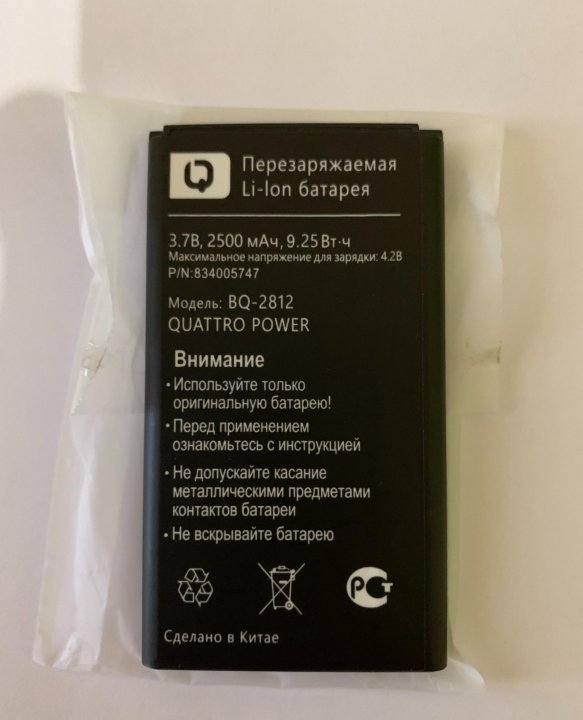 Перезаряжаемая
Li-Ion батарея
3.7В, 2500 мАч, 9.25Вт·ч
Максимальное напряжение для зарядки: 4.2В
P/N:834005747
Модель: BQ-2812
QUATTRO POWER
Внимание
• Используйте только
оригинальную батарею!
• Перед применением
ознакомьтесь с инструкцией
• Не допускайте касание
металлическими предметами
контактов батареи
• Не вскрывайте батарею
РСТ
Сделано в Китае